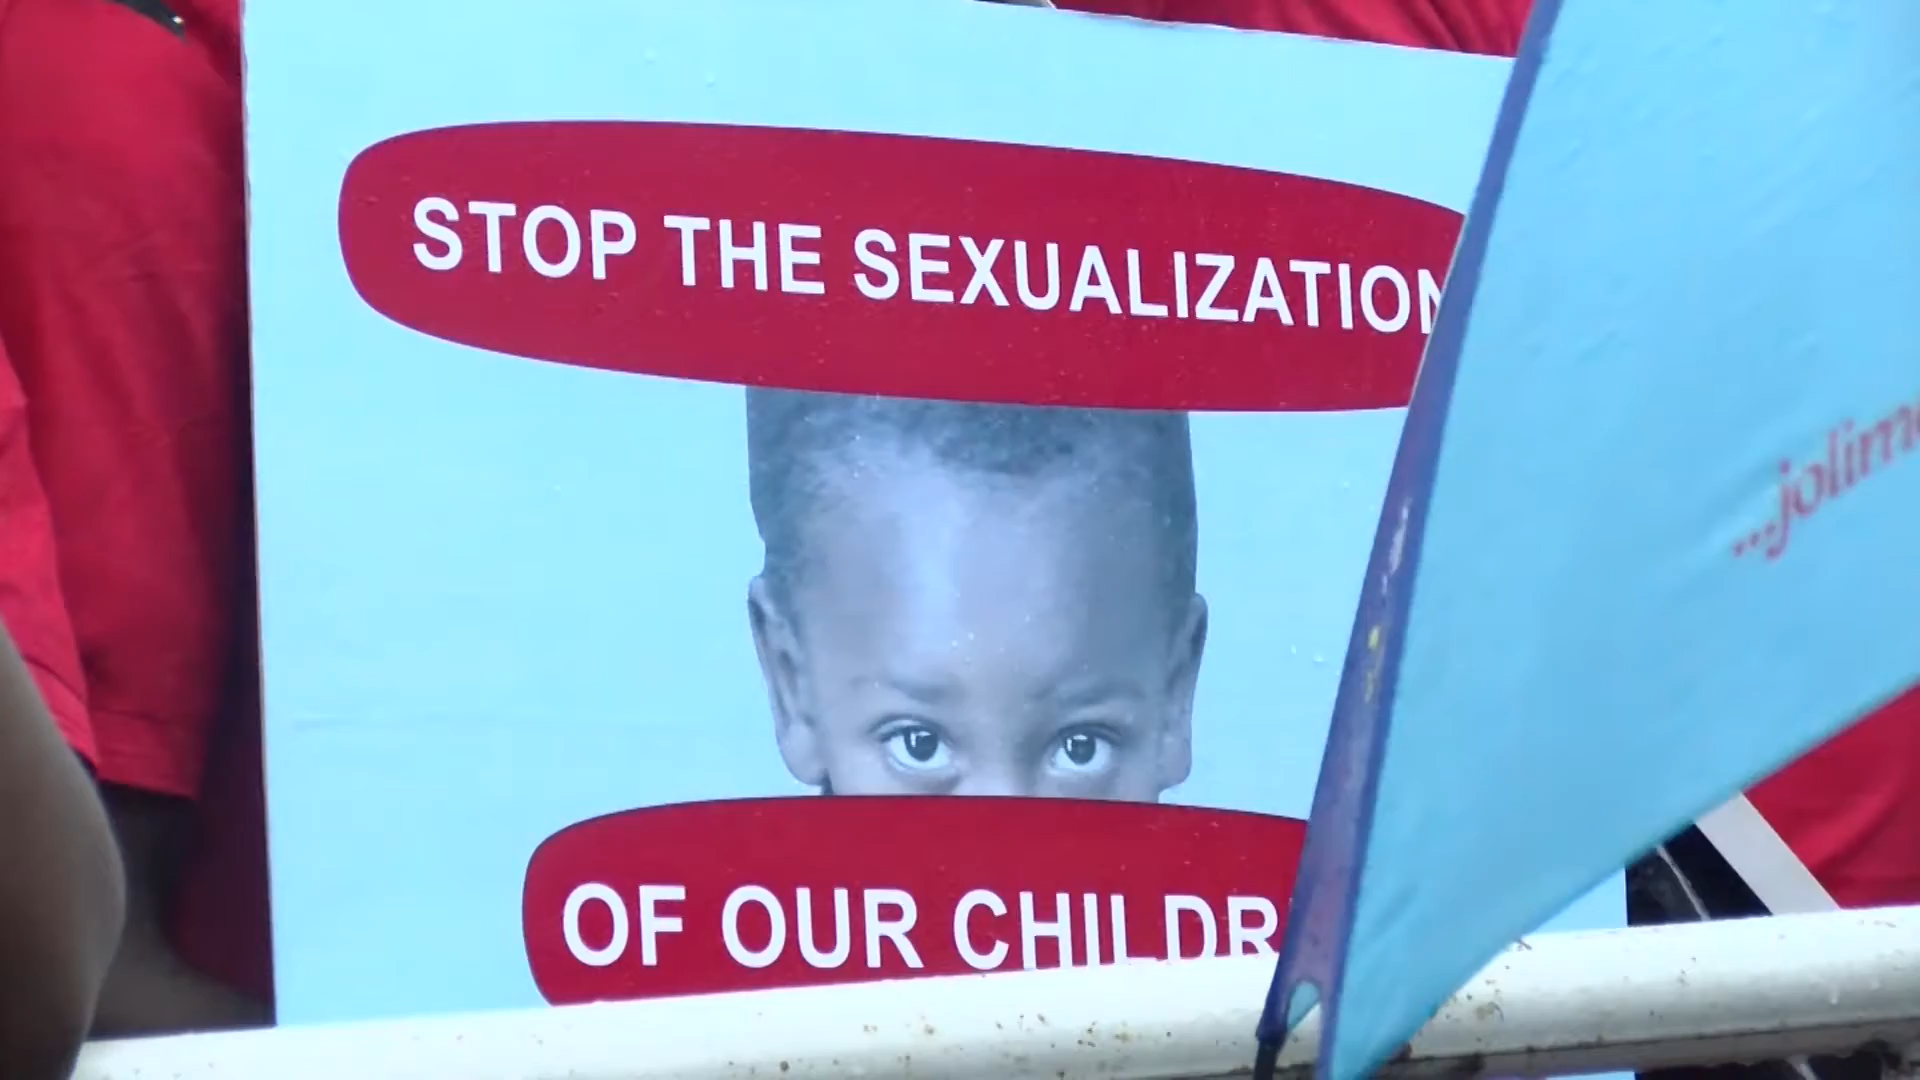 STOP THE SEXUALIZATION
OF OUR CHILDR
...jolim